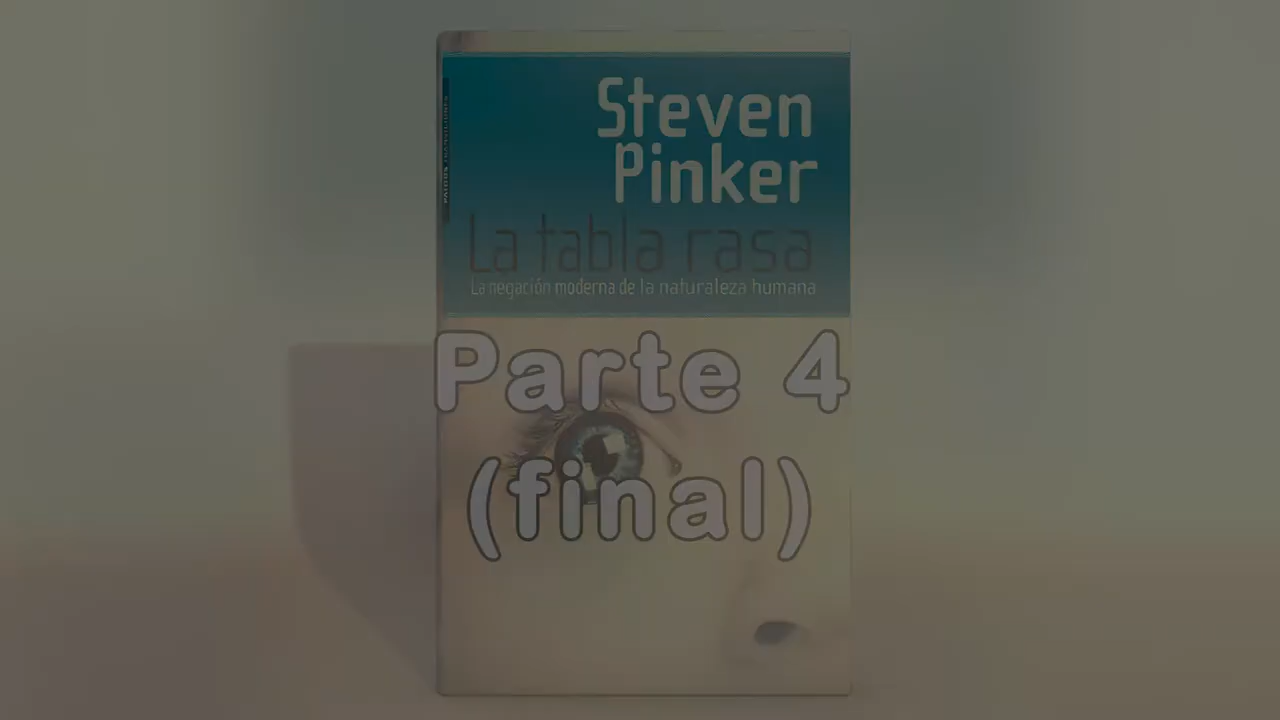 Steven
Pinker
La tabla rasa
La negación moderna de la naturaleza humana
Parte 4
(final)